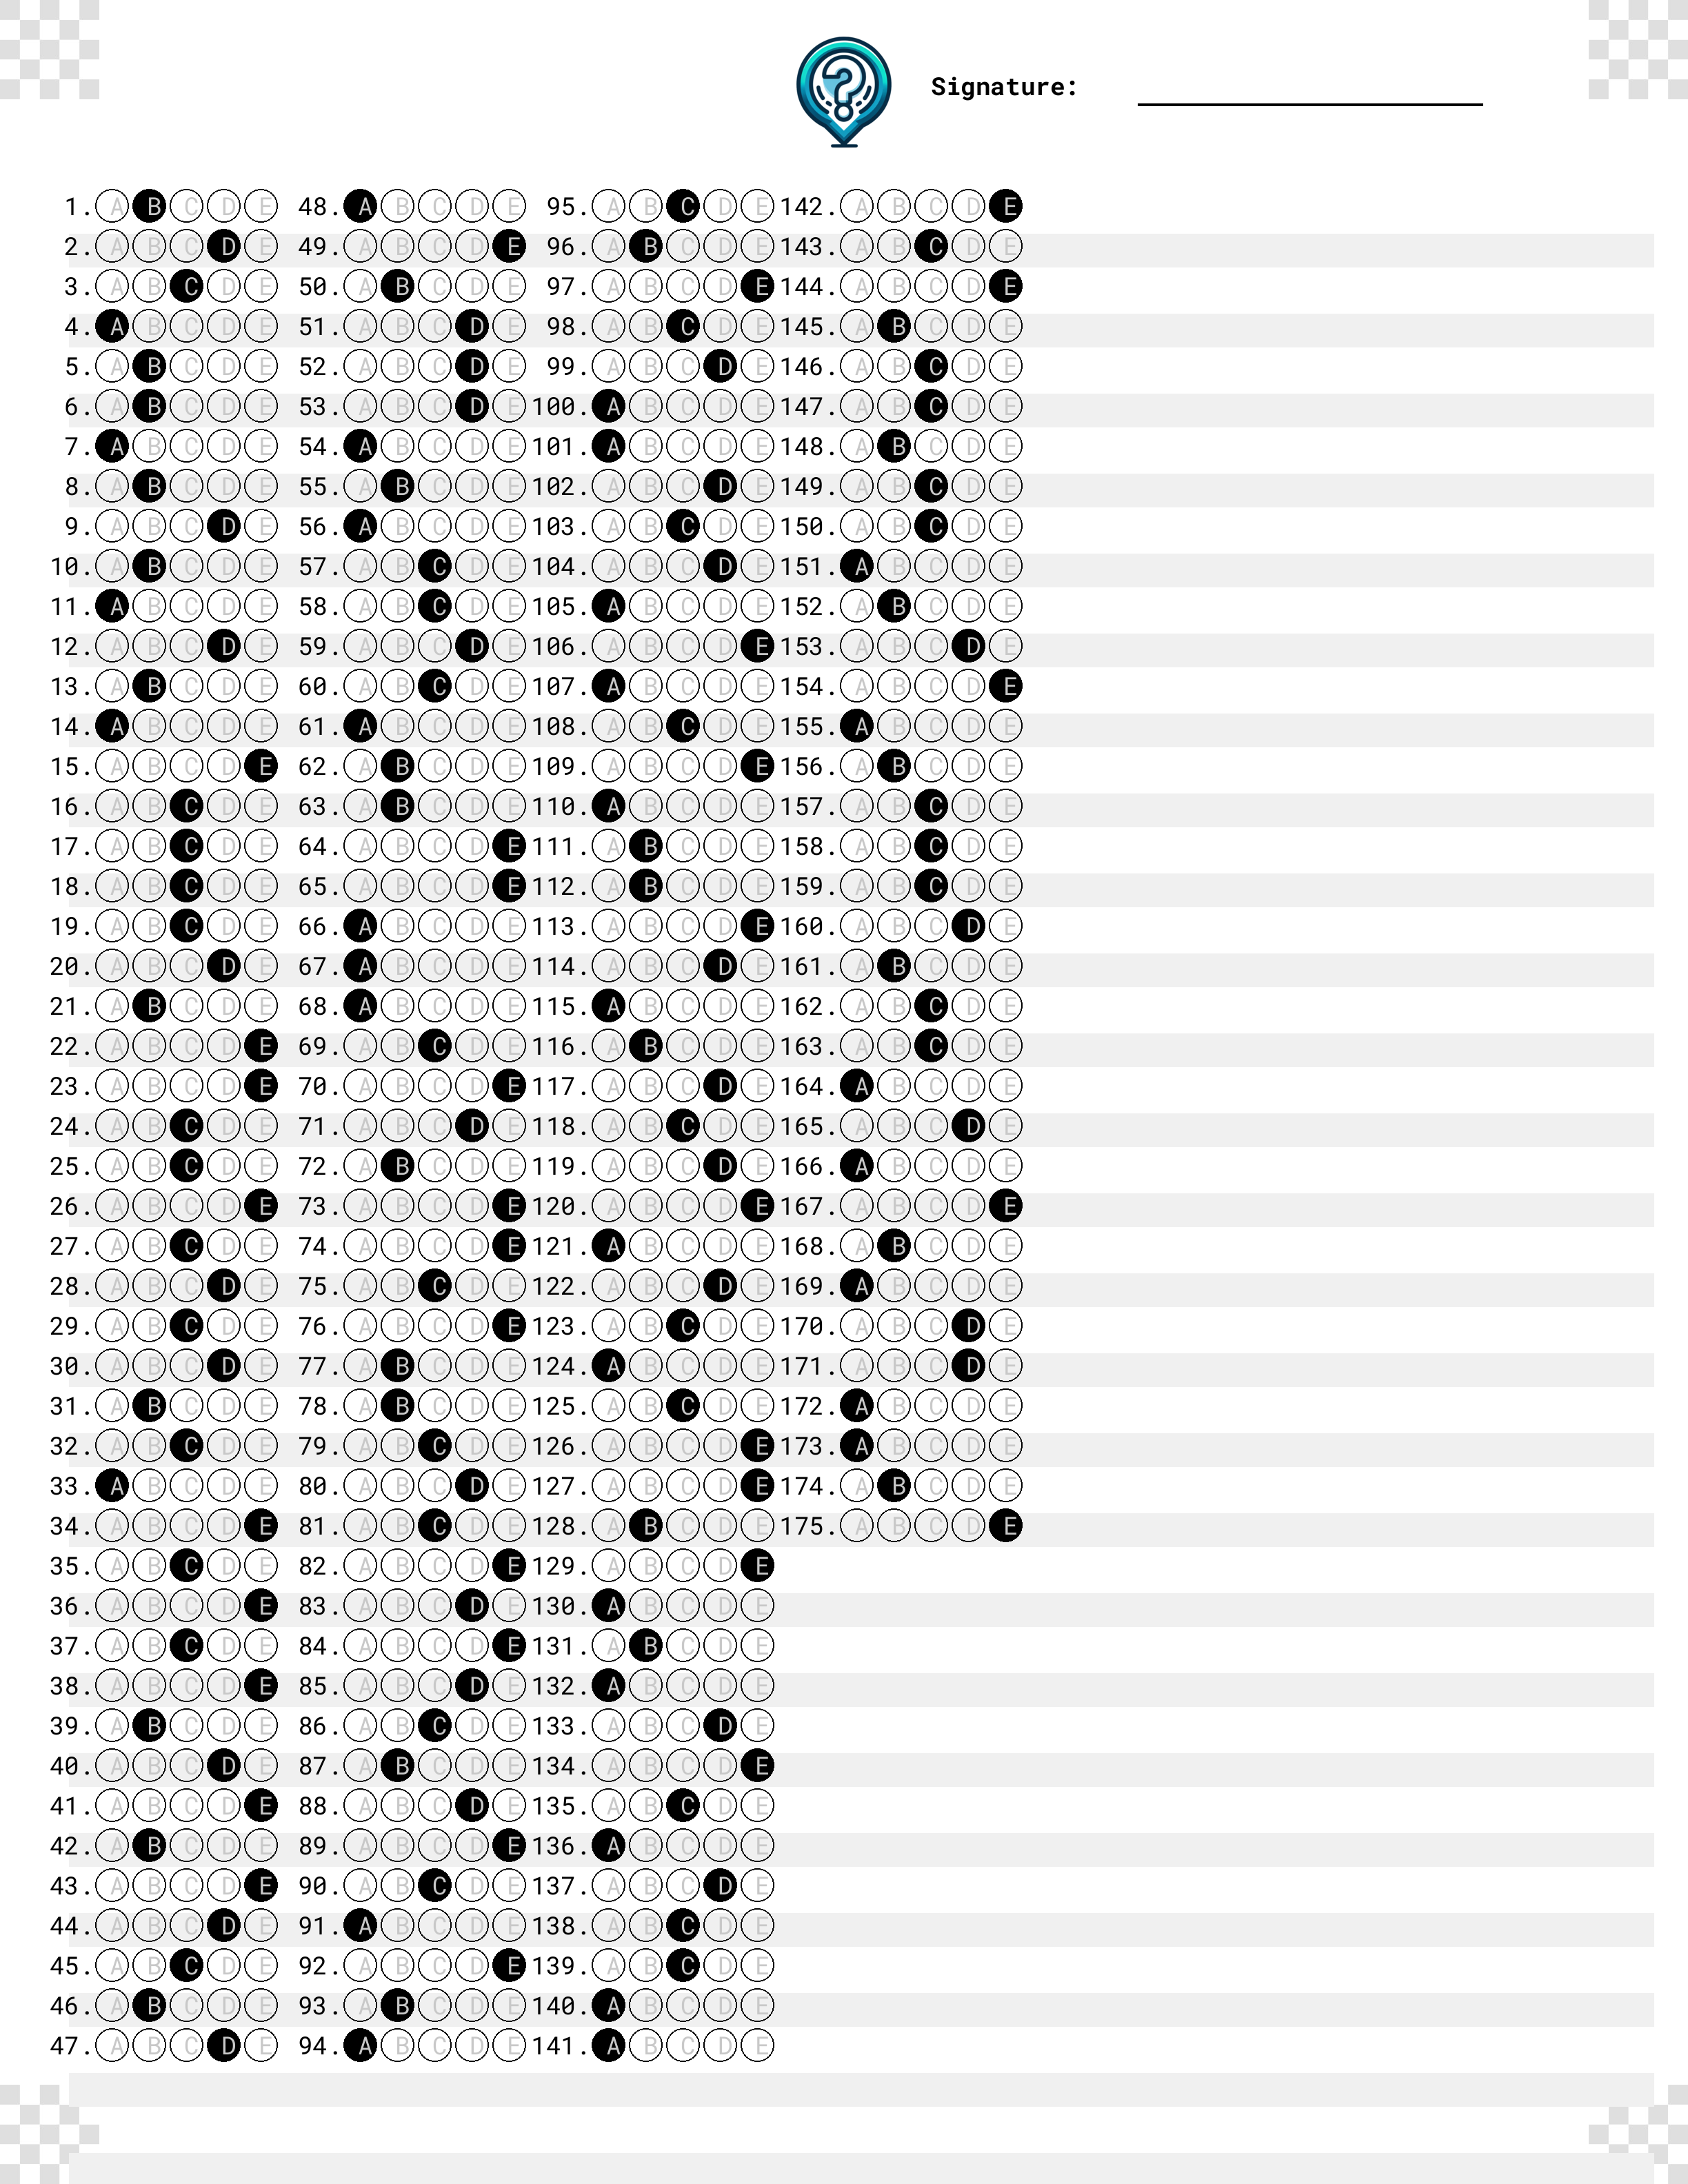 Signature:
1. A B C D E 48. A B C D E 95. A B C D E 142. A B C D E
2. A B C D E 49. A B C D E 96. A B C D E 143. A B C D E
3. A B C D E 50. A B C D E 97. A B C D E 144. A B C D E
4. A B C D E 51. A B C D E 98. A B C D E 145. A B C D E
5. A B C D E 52. A B C D E 99. A B C D E 146. A B C D E
6. A B C D E 53. A B C D E 100. A B C D E 147. A B C D E
7. A B C D E 54. A B C D E 101. A B C D E 148. A B C D E
8. A B C D E 55. A B C D E 102. A B C D E 149. A B C D E
9. A B C D E 56. A B C D E 103. A B C D E 150. A B C D E
10. A B C D E 57. A B C D E 104. A B C D E 151. A B C D E
11. A B C D E 58. A B C D E 105. A B C D E 152. A B C D E
12. A B C D E 59. A B C D E 106. A B C D E 153. A B C D E
13. A B C D E 60. A B C D E 107. A B C D E 154. A B C D E
14. A B C D E 61. A B C D E 108. A B C D E 155. A B C D E
15. A B C D E 62. A B C D E 109. A B C D E 156. A B C D E
16. A B C D E 63. A B C D E 110. A B C D E 157. A B C D E
17. A B C D E 64. A B C D E 111. A B C D E 158. A B C D E
18. A B C D E 65. A B C D E 112. A B C D E 159. A B C D E
19. A B C D E 66. A B C D E 113. A B C D E 160. A B C D E
20. A B C D E 67. A B C D E 114. A B C D E 161. A B C D E
21. A B C D E 68. A B C D E 115. A B C D E 162. A B C D E
22. A B C D E 69. A B C D E 116. A B C D E 163. A B C D E
23. A B C D E 70. A B C D E 117. A B C D E 164. A B C D E
24. A B C D E 71. A B C D E 118. A B C D E 165. A B C D E
25. A B C D E 72. A B C D E 119. A B C D E 166. A B C D E
26. A B C D E 73. A B C D E 120. A B C D E 167. A B C D E
27. A B C D E 74. A B C D E 121. A B C D E 168. A B C D E
28. A B C D E 75. A B C D E 122. A B C D E 169. A B C D E
29. A B C D E 76. A B C D E 123. A B C D E 170. A B C D E
30. A B C D E 77. A B C D E 124. A B C D E 171. A B C D E
31. A B C D E 78. A B C D E 125. A B C D E 172. A B C D E
32. A B C D E 79. A B C D E 126. A B C D E 173. A B C D E
33. A B C D E 80. A B C D E 127. A B C D E 174. A B C D E
34. A B C D E 81. A B C D E 128. A B C D E 175. A B C D E
35. A B C D E 82. A B C D E 129. A B C D E
36. A B C D E 83. A B C D E 130. A B C D E
37. A B C D E 84. A B C D E 131. A B C D E
38. A B C D E 85. A B C D E 132. A B C D E
39. A B C D E 86. A B C D E 133. A B C D E
40. A B C D E 87. A B C D E 134. A B C D E
41. A B C D E 88. A B C D E 135. A B C D E
42. A B C D E 89. A B C D E 136. A B C D E
43. A B C D E 90. A B C D E 137. A B C D E
44. A B C D E 91. A B C D E 138. A B C D E
45. A B C D E 92. A B C D E 139. A B C D E
46. A B C D E 93. A B C D E 140. A B C D E
47. A B C D E 94. A B C D E 141. A B C D E